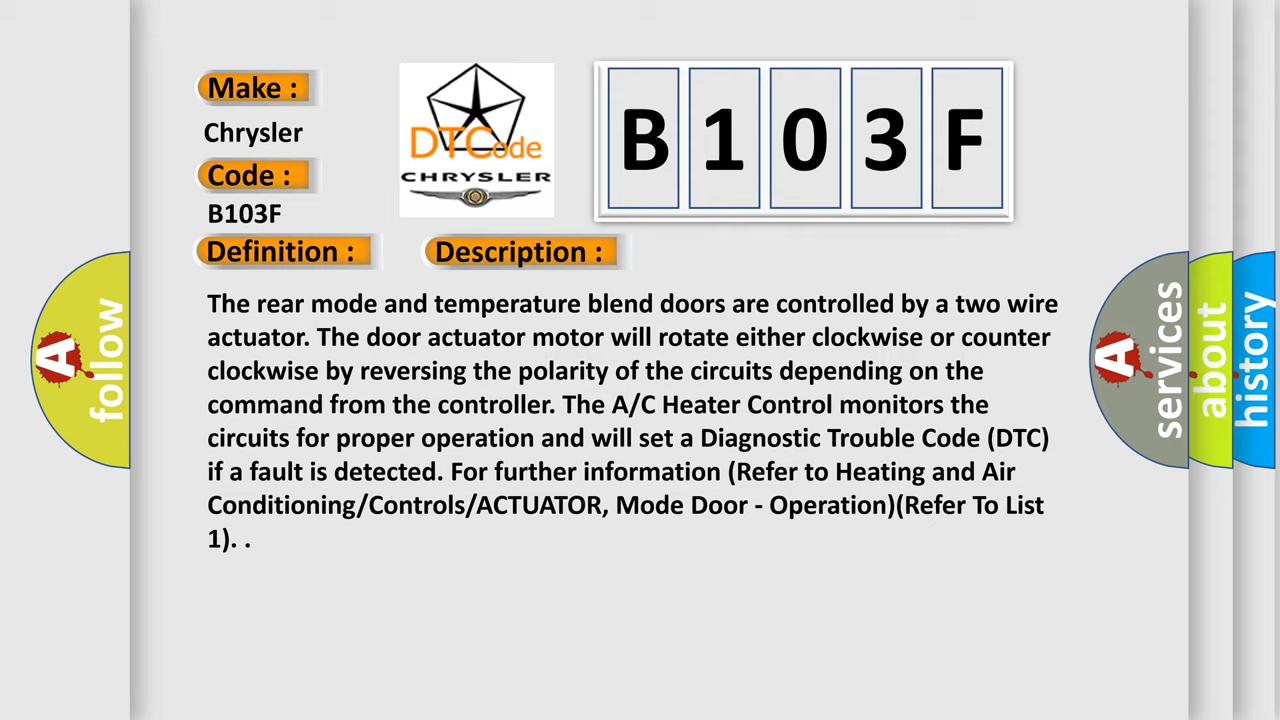 Make :
Chrysler
Code :
B103F
Definition :
Description :
DTCode
CHRYSLER
B 1 0 3 F
The rear mode and temperature blend doors are controlled by a two wire
actuator. The door actuator motor will rotate either clockwise or counter
clockwise by reversing the polarity of the circuits depending on the
command from the controller. The A/C Heater Control monitors the
circuits for proper operation and will set a Diagnostic Trouble Code (DTC)
if a fault is detected. For further information (Refer to Heating and Air
Conditioning/Controls/ACTUATOR, Mode Door - Operation)(Refer To List
1). .
A
follow
A
services
about
history